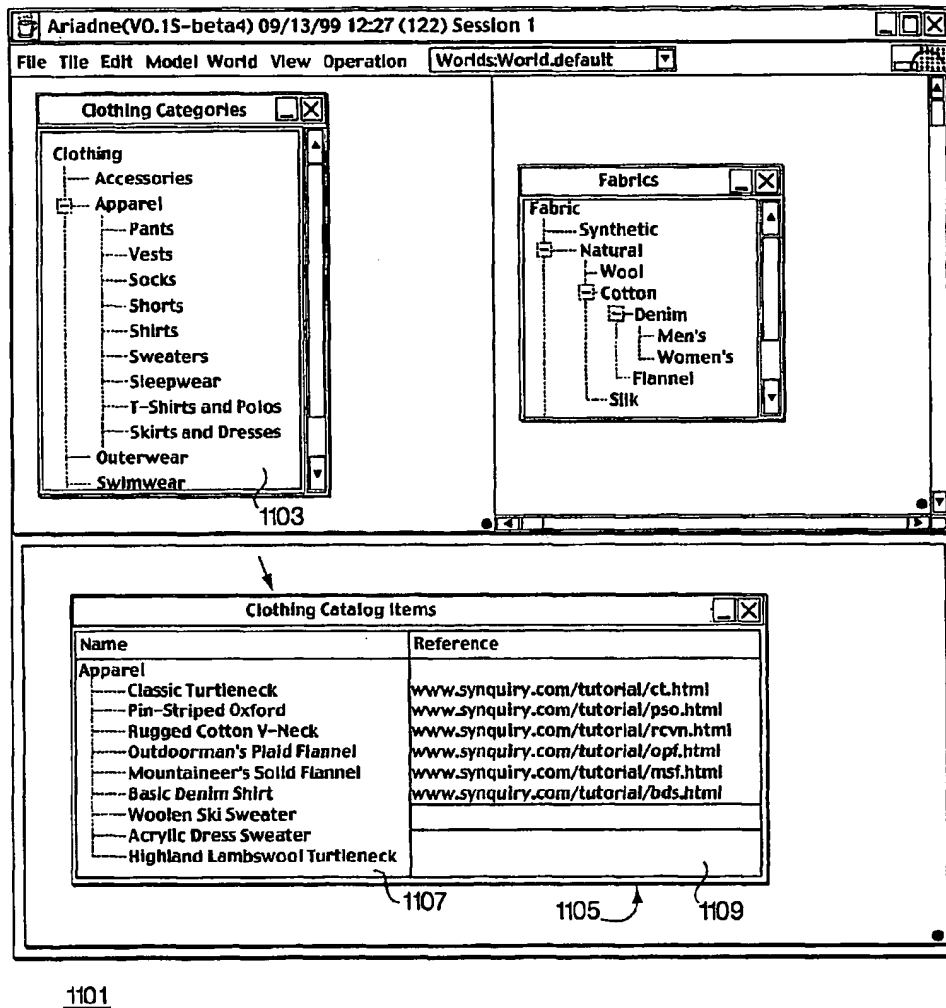 Ariadne(V0.1S-beta4) 09/13/99 12:27 (122) Session 1
File Tile Edit Model World View Operation Worlds:World.default
Clothing Categories
Clothing
Accessories
Apparel
Pants
Vests
Socks
Shorts
Shirts
Sweaters
Sleepwear
T-Shirts and Polos
Skirts and Dresses
Outerwear
Swimwear
1103
Fabrics
Fabric
Synthetic
Natural
Wool
Cotton
Denim
Men's
Women's
Flannel
Silk
Clothing Catalog Items
Name Reference
Apparel
Classic Turtleneck www.synquiry.com/tutorial/ct.html
Pin-Striped Oxford www.synquiry.com/tutorial/pso.html
Rugged Cotton V-Neck www.synquiry.com/tutorial/rcvn.html
Outdoorman's Plaid Flannel www.synquiry.com/tutorial/opf.html
Mountaineer's Solid Flannel www.synquiry.com/tutorial/msf.html
Basic Denim Shirt www.synquiry.com/tutorial/bds.html
Woolen Ski Sweater
Acrylic Dress Sweater
Highland Lambswool Turtleneck
1107 1105 1109
1101